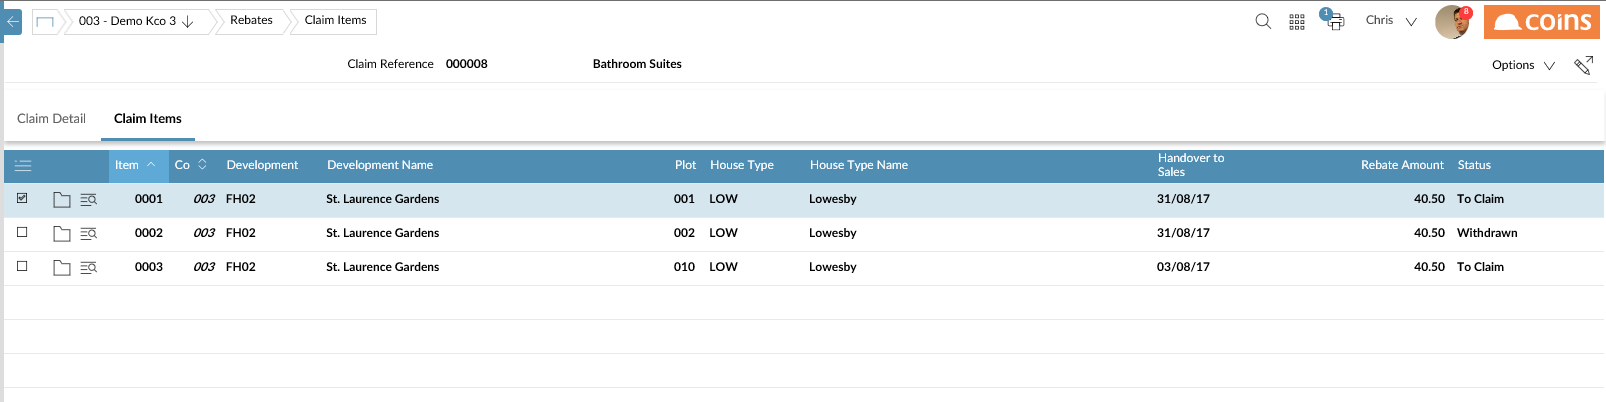 003 - Demo Kco 3 Rebates Claim Items 1 Chris 8 coins
Claim Reference 000008 Bathroom Suites Options
Claim Detail Claim Items
Item Co Development Development Name Plot House Type House Type Name Handover to Sales Rebate Amount Status
0001 003 FH02 St. Laurence Gardens 001 LOW Lowesby 31/08/17 40.50 To Claim
0002 003 FH02 St. Laurence Gardens 002 LOW Lowesby 31/08/17 40.50 Withdrawn
0003 003 FH02 St. Laurence Gardens 010 LOW Lowesby 03/08/17 40.50 To Claim